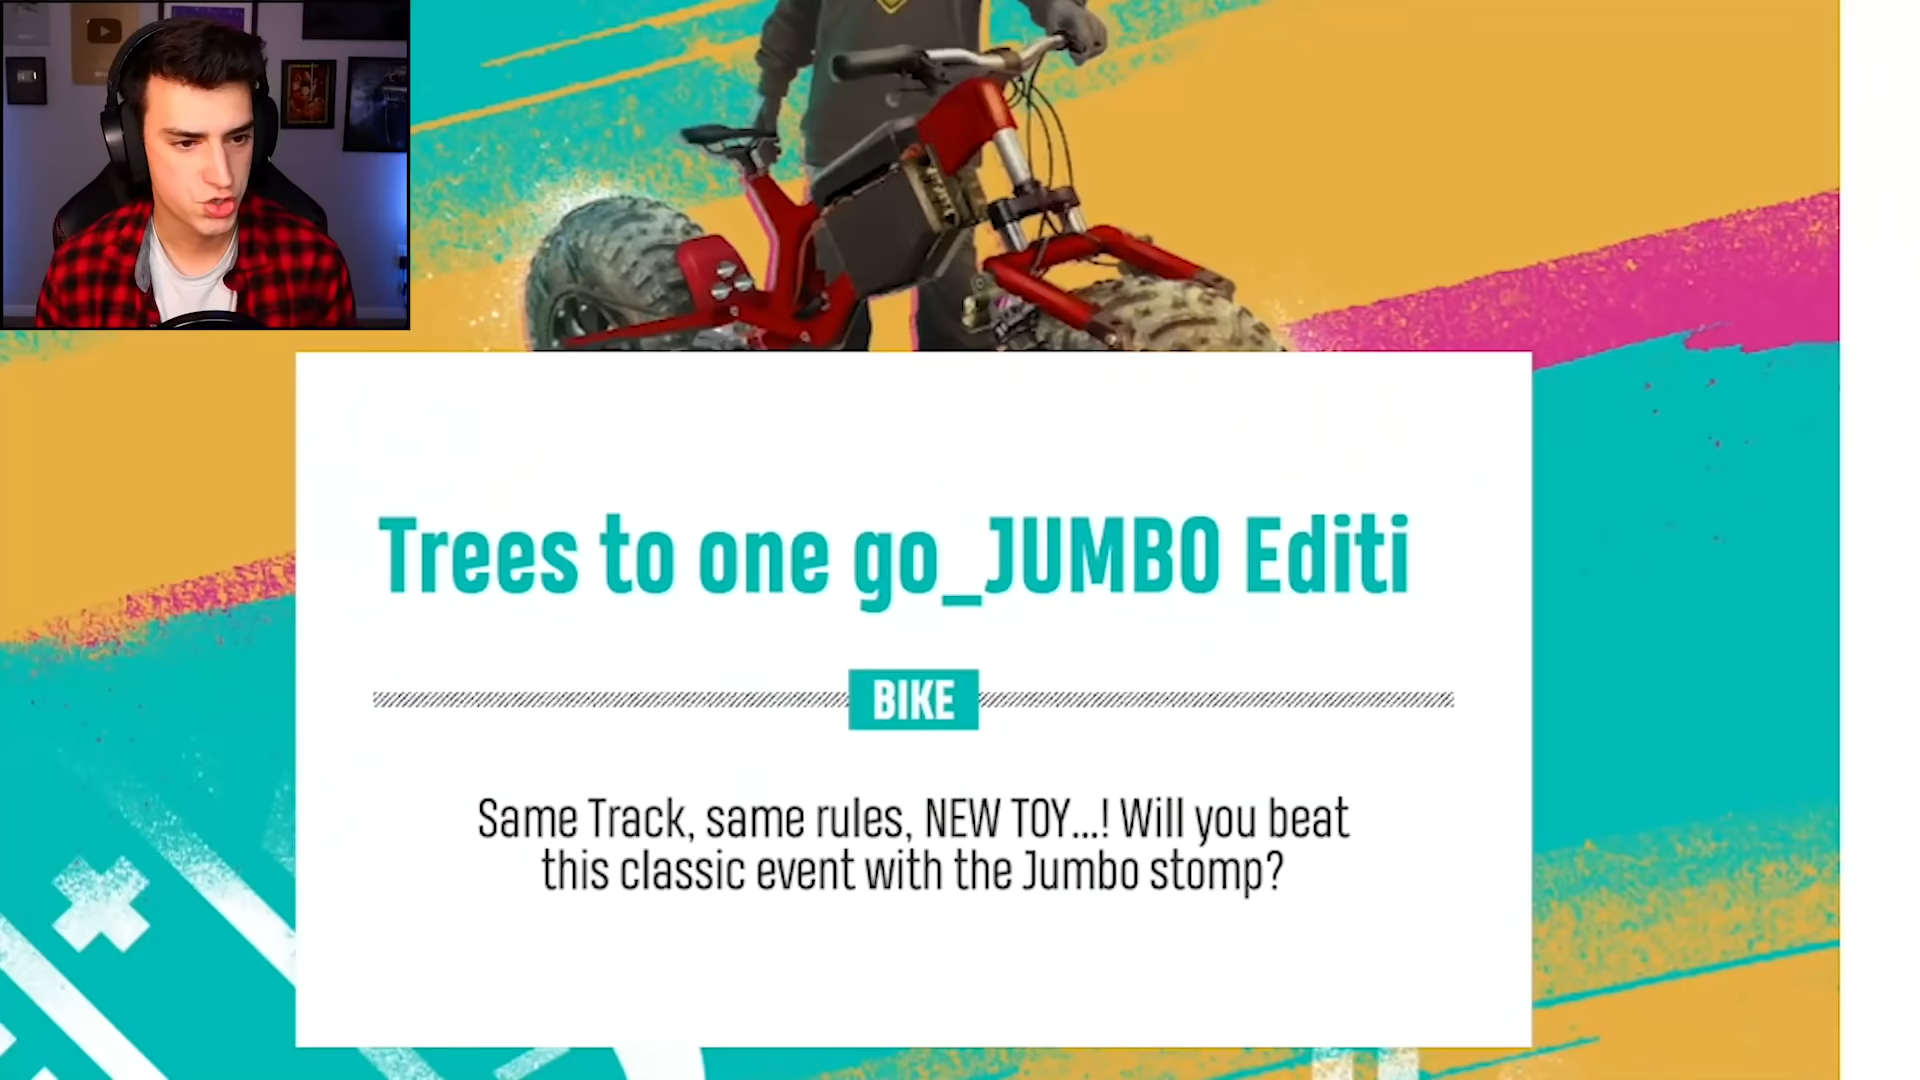 Trees to one go_JUMBO Editi
BIKE
Same Track, same rules, NEW TOY...! Will you beat
this classic event with the Jumbo stomp?